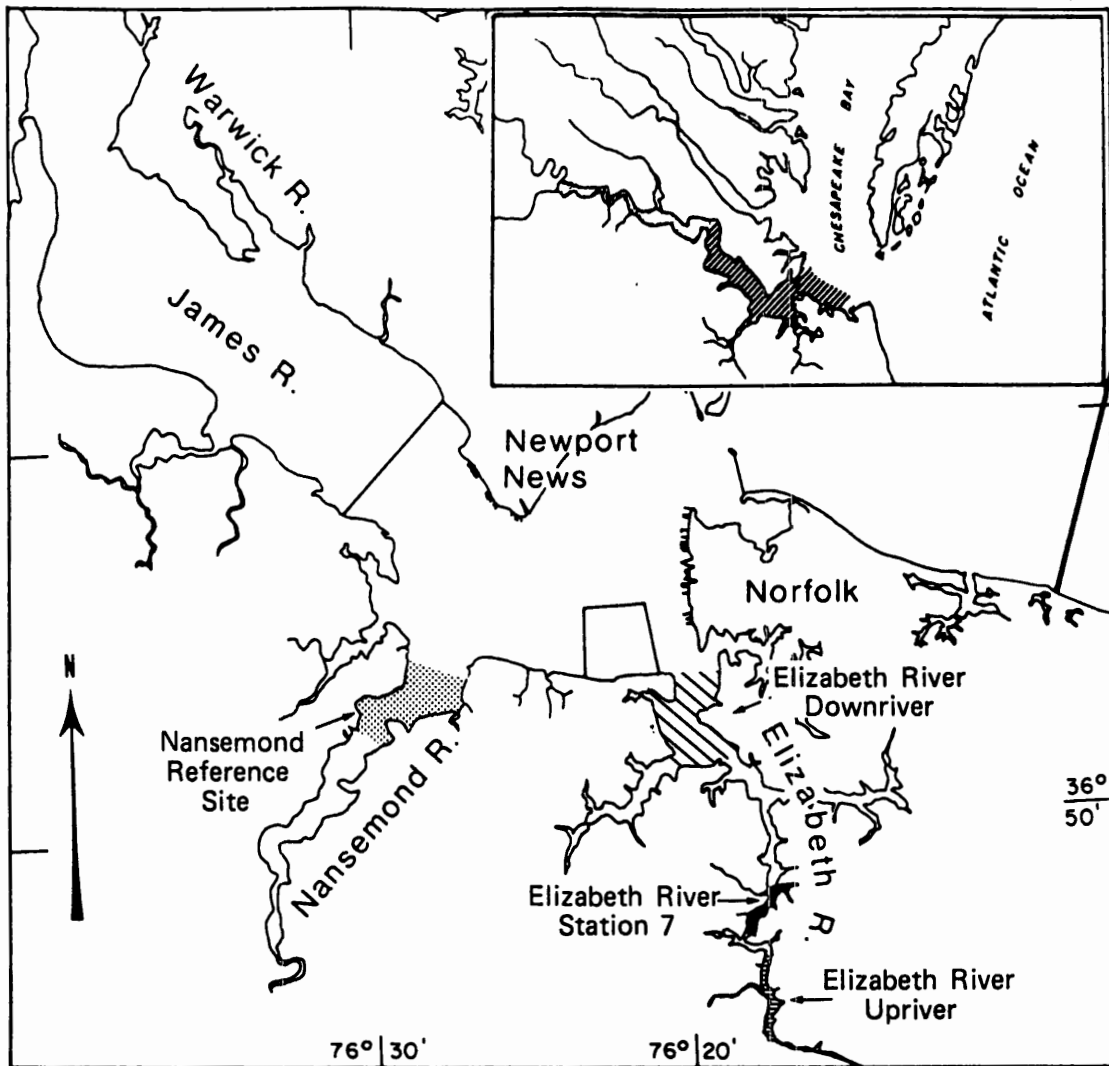 Warwick R.
James R.
CHESAPEAKE BAY
ATLANTIC OCEAN
Newport
News
Norfolk
N
Elizabeth River
Downriver
Nansemond
Reference
Site
Nansemond R.
Elizabeth R.
36°
50'
Elizabeth River
Station 7
Elizabeth River
Upriver
76° 30'
76° 20'